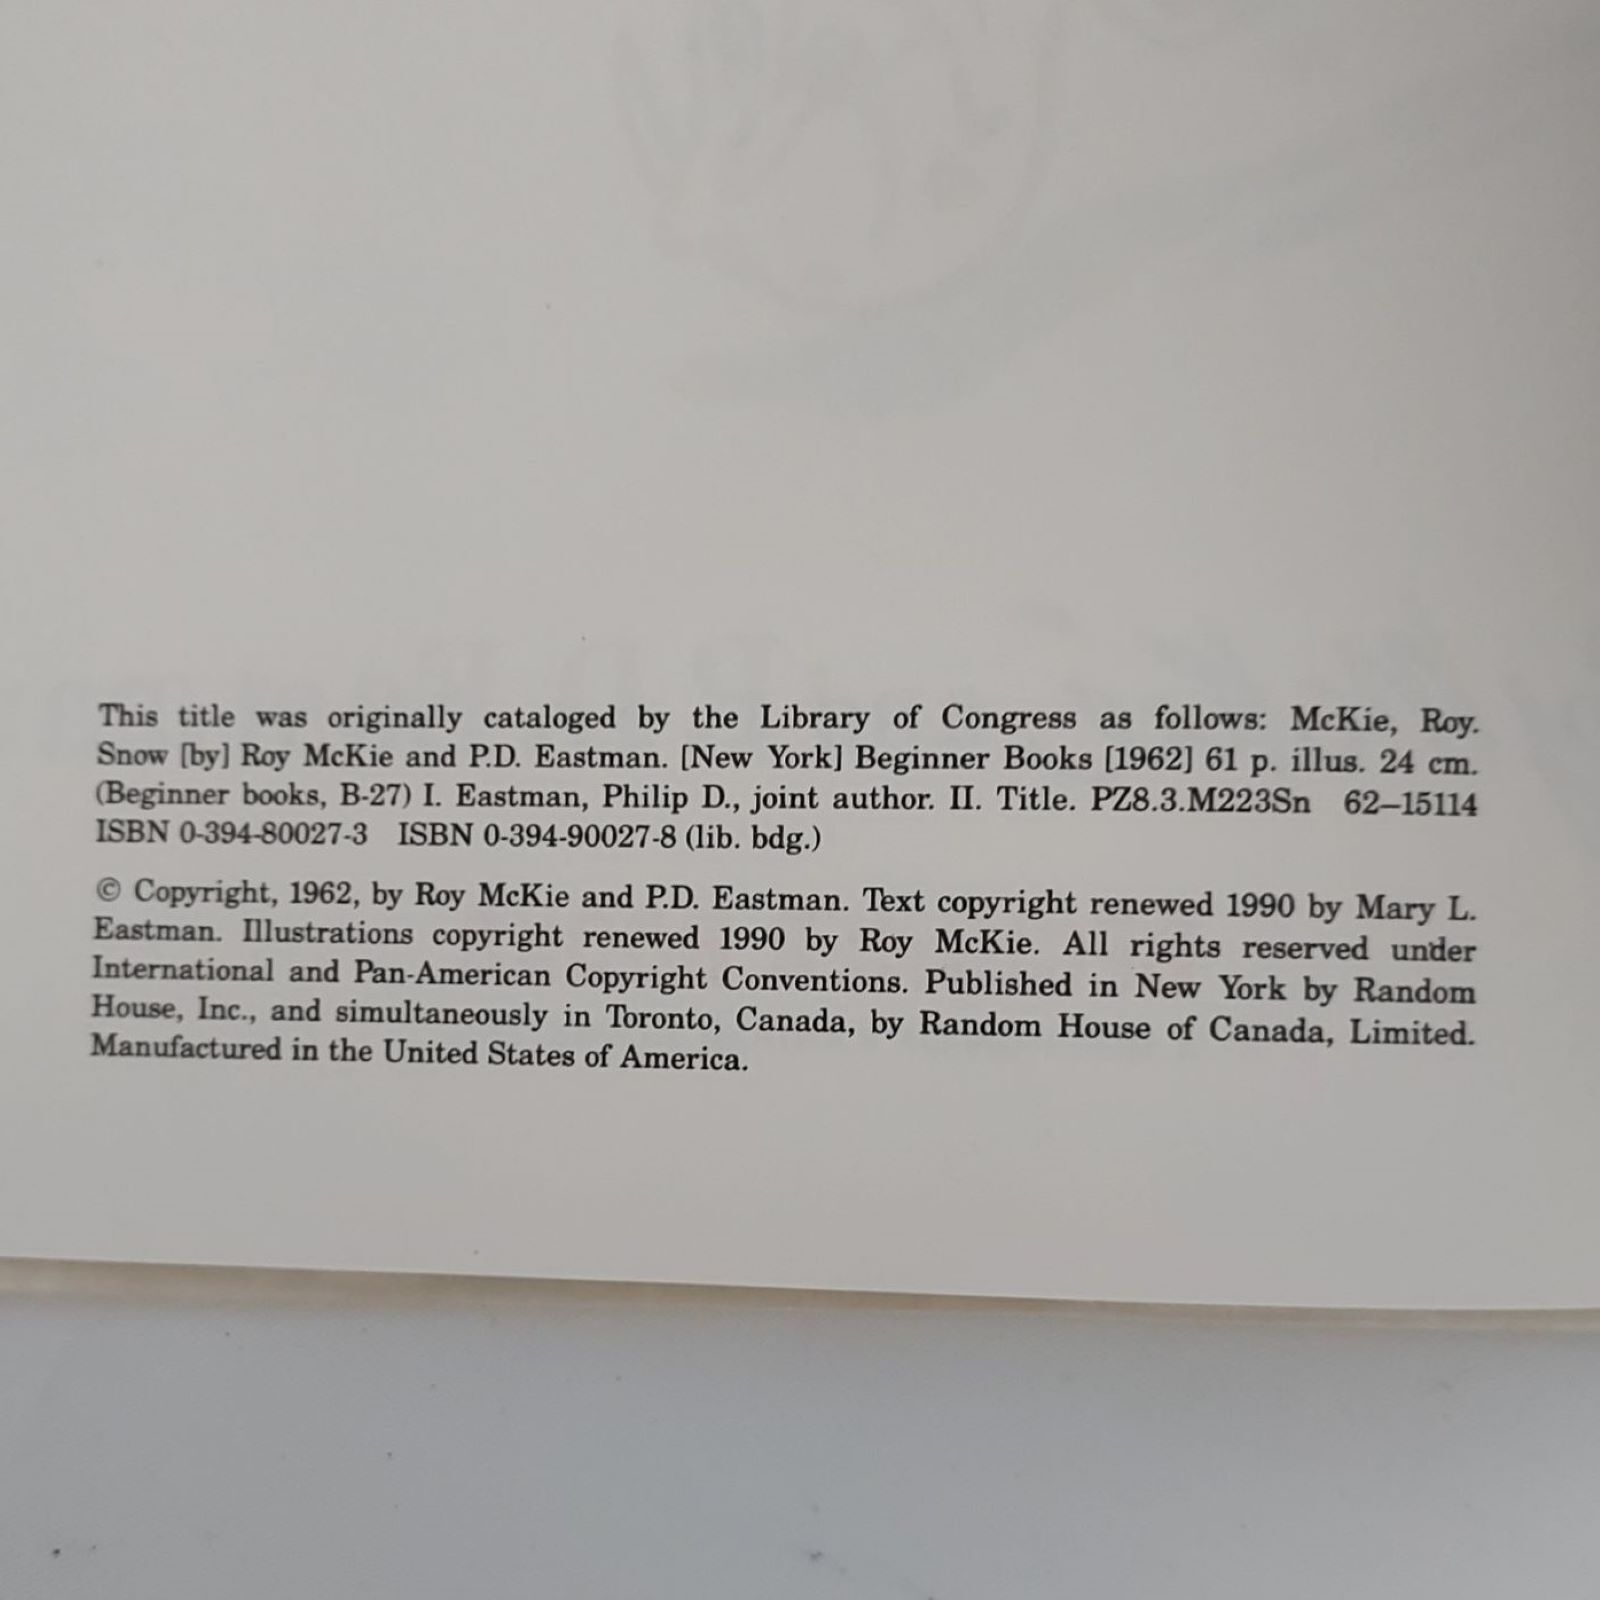 This title was originally cataloged by the Library of Congress as follows: McKie, Roy.
Snow [by] Roy McKie and P.D. Eastman. [New York] Beginner Books [1962] 61 p. illus. 24 cm.
(Beginner books, B-27) I. Eastman, Philip D., joint author. II. Title. PZ8.3.M223Sn 62–15114
ISBN 0-394-80027-3 ISBN 0-394-90027-8 (lib. bdg.)
© Copyright, 1962, by Roy McKie and P.D. Eastman. Text copyright renewed 1990 by Mary L.
Eastman. Illustrations copyright renewed 1990 by Roy McKie. All rights reserved under
International and Pan-American Copyright Conventions. Published in New York by Random
House, Inc., and simultaneously in Toronto, Canada, by Random House of Canada, Limited.
Manufactured in the United States of America.